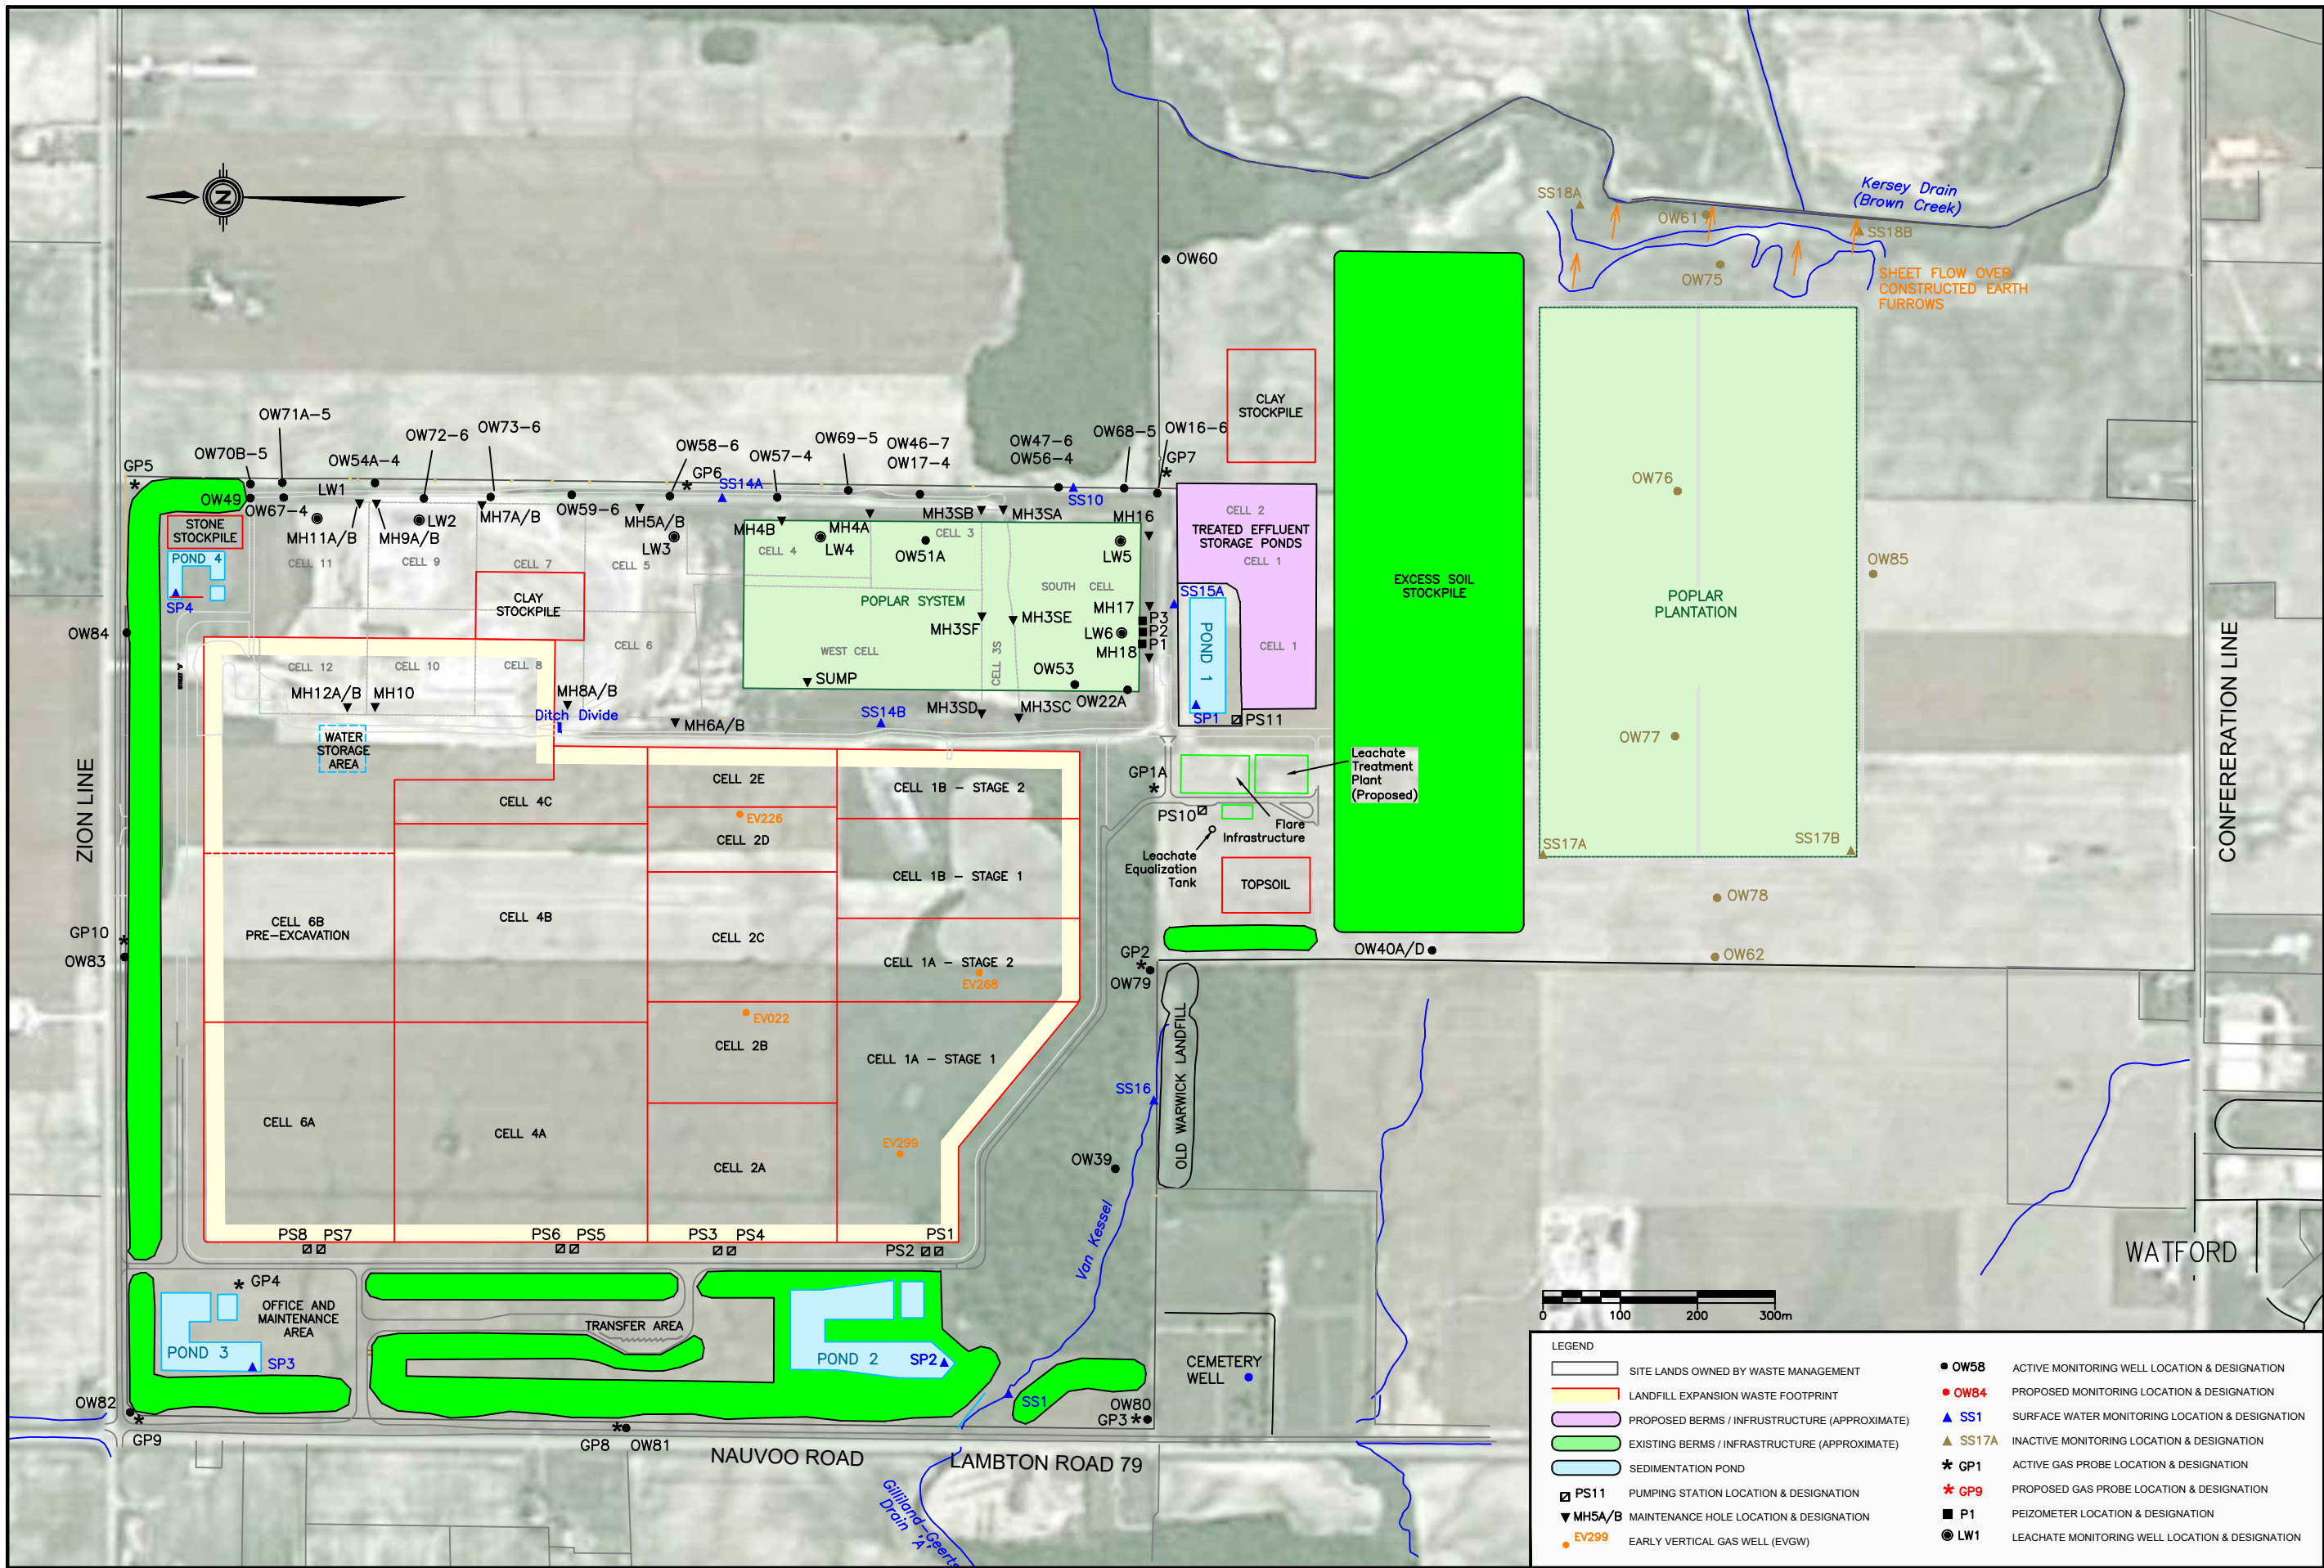 Kersey Drain
(Brown Creek)
SS18A
OW61
SS18B
OW75
SHEET FLOW OVER
CONSTRUCTED EARTH
FURROWS
N
OW60
CLAY
STOCKPILE
OW71A-5
OW70B-5
OW54A-4
OW72-6
OW73-6
OW58-6
OW57-4
OW69-5
OW46-7
OW17-4
OW47-6
OW56-4
OW68-5
OW16-6
GP5
GP6
GP7
OW49
OW67-4
LW1
SS14A
SS10
OW76
STONE
STOCKPILE
MH11A/B
MH9A/B
LW2
MH7A/B
OW59-6
MH5A/B
LW3
MH4B
MH4A
LW4
MH3SB
MH3SA
MH16
OW51A
LW5
CELL 2
TREATED EFFLUENT
STORAGE PONDS
CELL 1
POND 4
SP4
CELL 11
CELL 9
CELL 7
CELL 5
CELL 4
CELL 3
SOUTH CELL
CLAY
STOCKPILE
POPLAR SYSTEM
EXCESS SOIL
STOCKPILE
POPLAR
PLANTATION
OW85
SS15A
MH17
P3
P2
P1
LW6
MH18
MH3SF
MH3SE
POND 1
CELL 1
OW84
STREET 'A'
CELL 12
CELL 10
CELL 8
CELL 6
WEST CELL
CELL 3S
OW53
MH12A/B
MH10
MH8A/B
Ditch Divide
SUMP
MH6A/B
SS14B
MH3SD
MH3SC
OW22A
SP1
PS11
OW77
WATER
STORAGE
AREA
ZION LINE
CONFEDERATION LINE
CELL 4C
CELL 2E
EV226
CELL 2D
CELL 1B - STAGE 2
GP1A
Leachate
Treatment
Plant
(Proposed)
PS10
Flare
Infrastructure
Leachate
Equalization
Tank
TOPSOIL
SS17A
SS17B
CELL 1B - STAGE 1
CELL 6B
PRE-EXCAVATION
CELL 4B
CELL 2C
CELL 1A - STAGE 2
EV268
OW78
GP10
OW83
GP2
OW79
OW40A/D
OW62
EV022
CELL 2B
CELL 1A - STAGE 1
OLD WARWICK LANDFILL
SS16
CELL 6A
CELL 4A
CELL 2A
EV299
OW39
Van Kessel
PS8
PS7
PS6
PS5
PS3
PS4
PS1
PS2
WATFORD
GP4
OFFICE AND
MAINTENANCE
AREA
TRANSFER AREA
POND 3
SP3
POND 2
SP2
SS1
CEMETERY
WELL
OW82
GP9
GP8
OW81
OW80
GP3
NAUVOO ROAD
LAMBTON ROAD 79
Gilliland-Geerts
Drain 'A'
0 100 200 300m
LEGEND
SITE LANDS OWNED BY WASTE MANAGEMENT
LANDFILL EXPANSION WASTE FOOTPRINT
PROPOSED BERMS / INFRUSTRUCTURE (APPROXIMATE)
EXISTING BERMS / INFRASTRUCTURE (APPROXIMATE)
SEDIMENTATION POND
PS11 PUMPING STATION LOCATION & DESIGNATION
MH5A/B MAINTENANCE HOLE LOCATION & DESIGNATION
EV299 EARLY VERTICAL GAS WELL (EVGW)
OW58 ACTIVE MONITORING WELL LOCATION & DESIGNATION
OW84 PROPOSED MONITORING LOCATION & DESIGNATION
SS1 SURFACE WATER MONITORING LOCATION & DESIGNATION
SS17A INACTIVE MONITORING LOCATION & DESIGNATION
GP1 ACTIVE GAS PROBE LOCATION & DESIGNATION
GP9 PROPOSED GAS PROBE LOCATION & DESIGNATION
P1 PEIZOMETER LOCATION & DESIGNATION
LW1 LEACHATE MONITORING WELL LOCATION & DESIGNATION